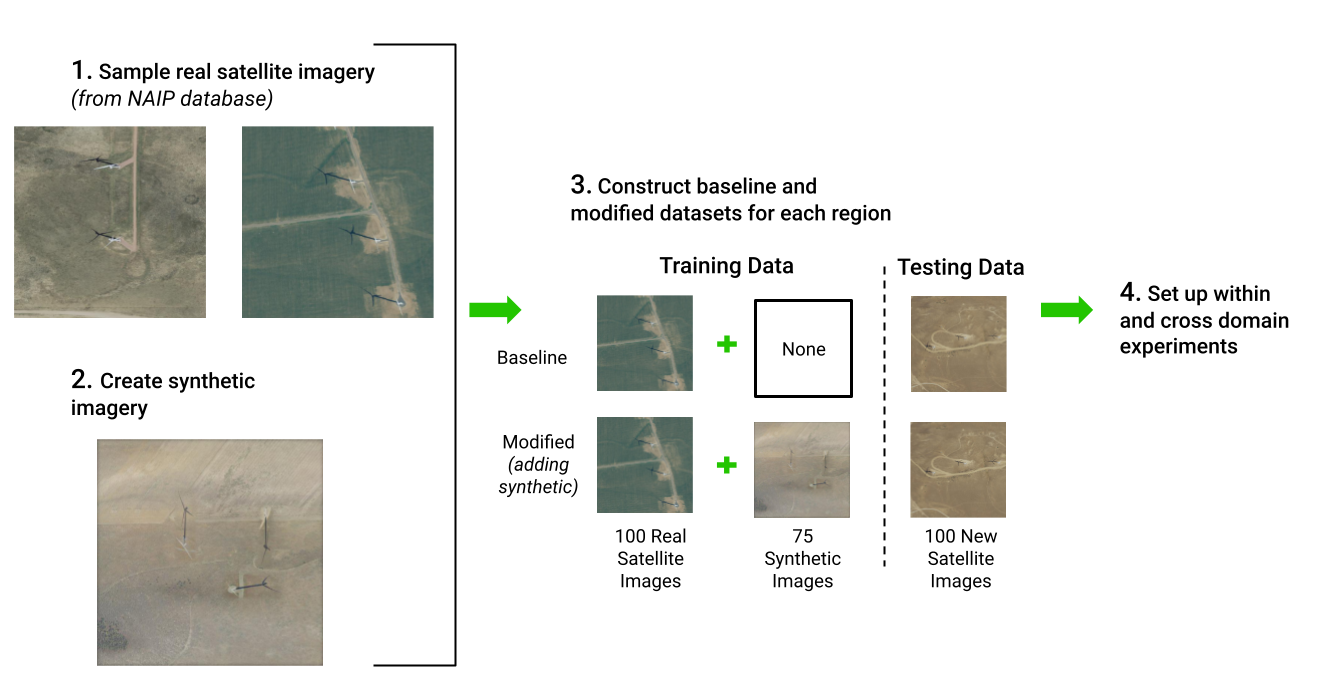 1. Sample real satellite imagery
(from NAIP database)
2. Create synthetic
imagery
3. Construct baseline and
modified datasets for each region
Training Data
Testing Data
Baseline
None
Modified
(adding
synthetic)
100 Real
Satellite
Images
75
Synthetic
Images
100 New
Satellite
Images
4. Set up within
and cross domain
experiments